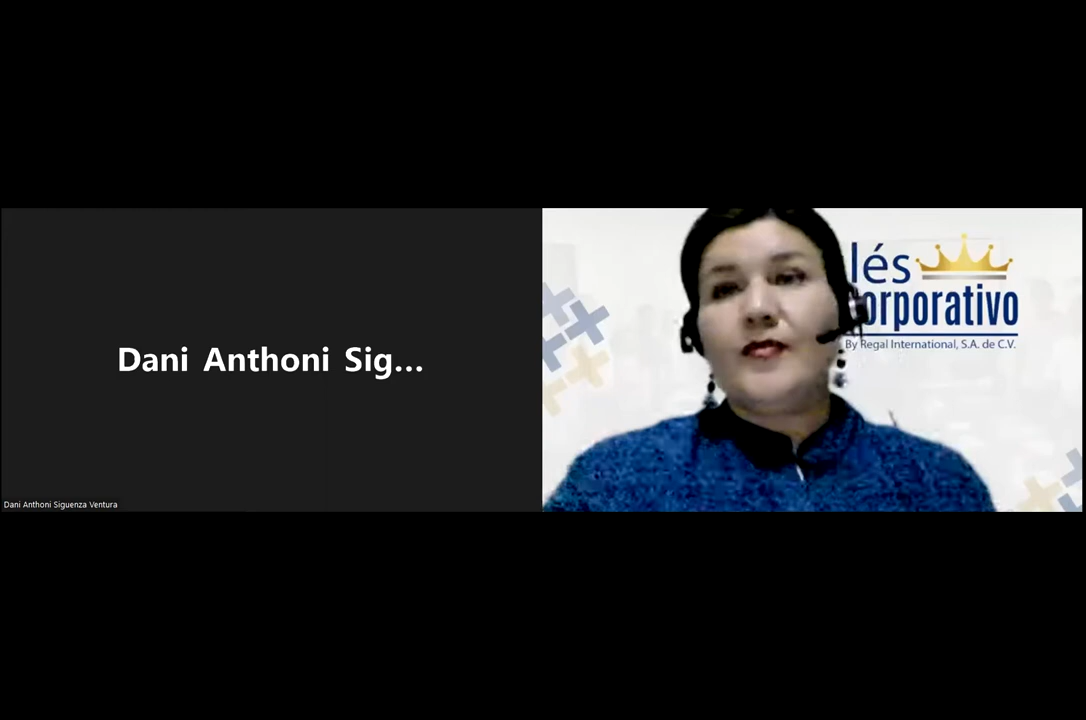 Dani Anthoni Sig...
Dani Anthoni Siguenza Ventura
lés
orporativo
By Regal International, S.A. de C.V.